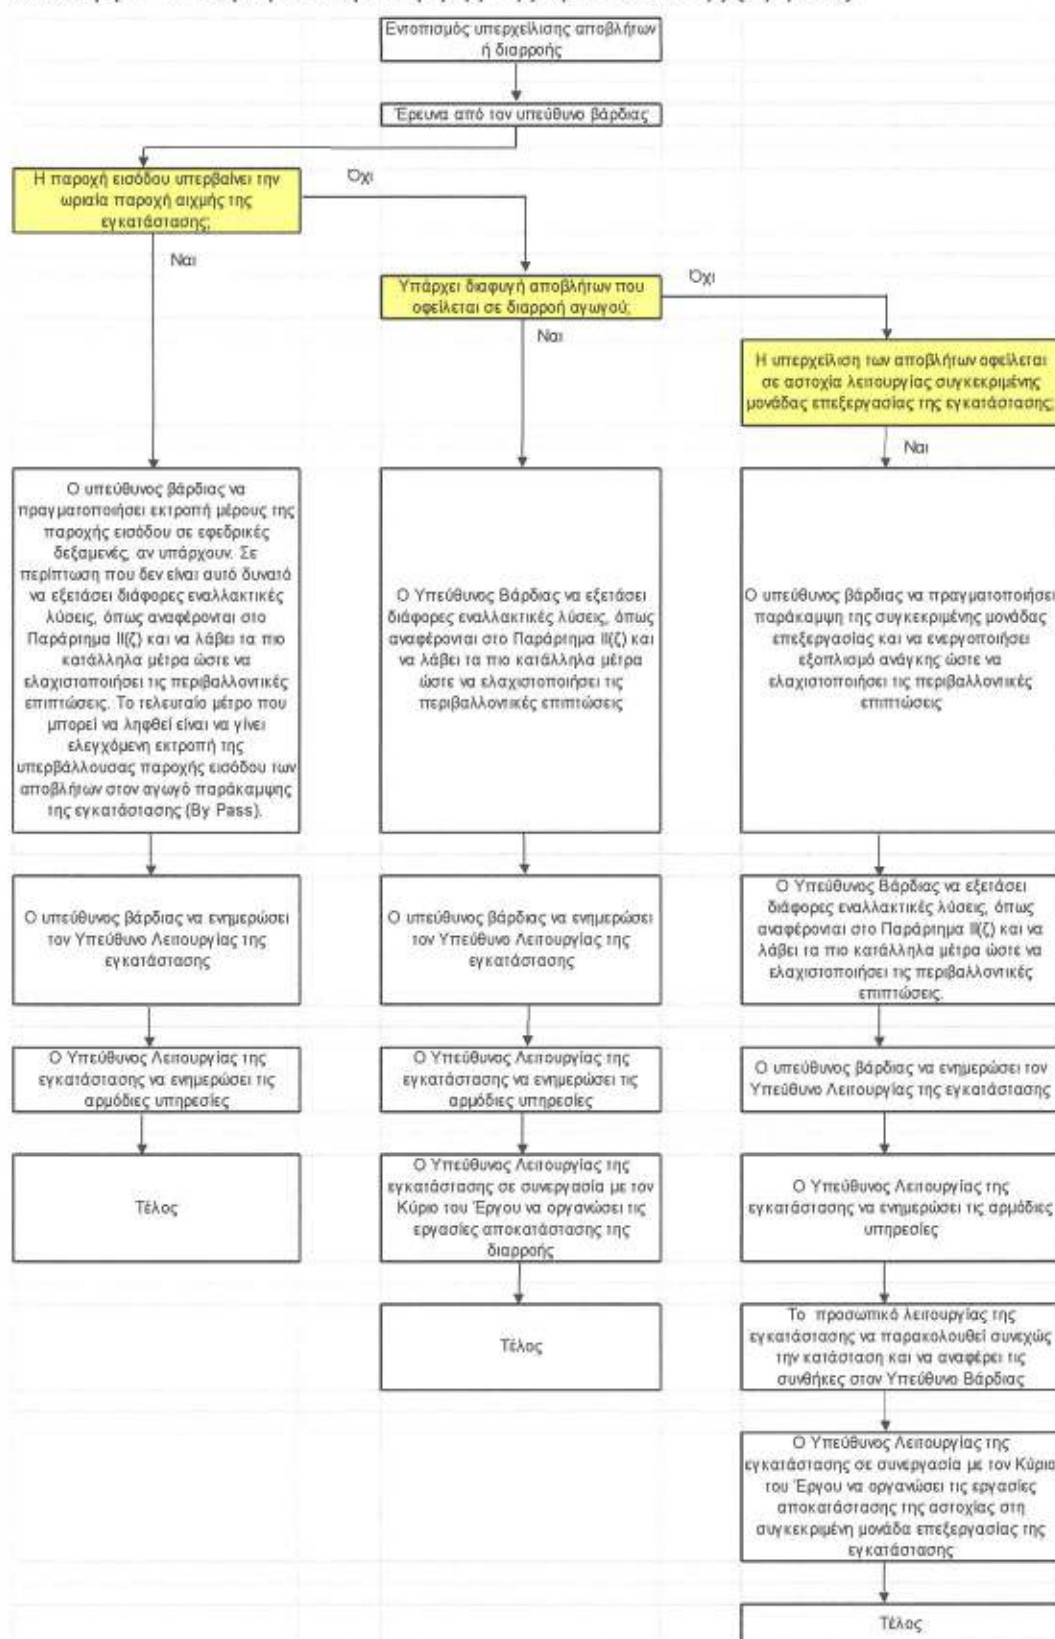 Εντοπισμός υπερχείλισης αποβλήτων
ή διαρροής
Έρευνα από τον υπεύθυνο βάρδιας
Η παροχή εισόδου υπερβαίνει την
ωριαία παροχή αιχμής της
εγκατάστασης;
Όχι
Ναι
Υπάρχει διαφυγή αποβλήτων που
οφείλεται σε διαρροή αγωγού;
Όχι
Ναι
Η υπερχείλιση των αποβλήτων οφείλεται
σε αστοχία λειτουργίας συγκεκριμένης
μονάδας επεξεργασίας της εγκατάστασης;
Ναι
Ο υπεύθυνος βάρδιας να
πραγματοποιήσει εκτροπή μέρους της
παροχής εισόδου σε εφεδρικές
δεξαμενές, αν υπάρχουν. Σε
περίπτωση που δεν είναι αυτό δυνατό
να εξετάσει διάφορες εναλλακτικές
λύσεις, όπως αναφέρονται στο
Παράρτημα ΙΙ(ζ) και να λάβει τα πιο
κατάλληλα μέτρα ώστε να
ελαχιστοποιήσει τις περιβαλλοντικές
επιπτώσεις. Το τελευταίο μέτρο που
μπορεί να ληφθεί είναι να γίνει
ελεγχόμενη εκτροπή της
υπερβάλλουσας παροχής εισόδου των
αποβλήτων στον αγωγό παράκαμψης
της εγκατάστασης (By Pass).
Ο Υπεύθυνος Βάρδιας να εξετάσει
διάφορες εναλλακτικές λύσεις, όπως
αναφέρονται στο Παράρτημα ΙΙ(ζ) και
να λάβει τα πιο κατάλληλα μέτρα
ώστε να ελαχιστοποιήσει τις
περιβαλλοντικές επιπτώσεις
Ο υπεύθυνος βάρδιας να πραγματοποιήσει
παράκαμψη της συγκεκριμένης μονάδας
επεξεργασίας και να ενεργοποιήσει
εξοπλισμό ανάγκης ώστε να
ελαχιστοποιήσει τις περιβαλλοντικές
επιπτώσεις
Ο υπεύθυνος βάρδιας να ενημερώσει
τον Υπεύθυνο Λειτουργίας της
εγκατάστασης
Ο υπεύθυνος βάρδιας να ενημερώσει
τον Υπεύθυνο Λειτουργίας της
εγκατάστασης
Ο Υπεύθυνος Βάρδιας να εξετάσει
διάφορες εναλλακτικές λύσεις, όπως
αναφέρονται στο Παράρτημα ΙΙ(ζ) και να
λάβει τα πιο κατάλληλα μέτρα ώστε να
ελαχιστοποιήσει τις περιβαλλοντικές
επιπτώσεις.
Ο Υπεύθυνος Λειτουργίας της
εγκατάστασης να ενημερώσει τις
αρμόδιες υπηρεσίες
Ο Υπεύθυνος Λειτουργίας της
εγκατάστασης να ενημερώσει τις
αρμόδιες υπηρεσίες
Ο υπεύθυνος βάρδιας να ενημερώσει τον
Υπεύθυνο Λειτουργίας της εγκατάστασης
Τέλος
Ο Υπεύθυνος Λειτουργίας της
εγκατάστασης σε συνεργασία με τον
Κύριο του Έργου να οργανώσει τις
εργασίες αποκατάστασης της
διαρροής
Ο Υπεύθυνος Λειτουργίας της
εγκατάστασης να ενημερώσει τις αρμόδιες
υπηρεσίες
Τέλος
Το προσωπικό λειτουργίας της
εγκατάστασης να παρακολουθεί συνεχώς
την κατάσταση και να αναφέρει τις
συνθήκες στον Υπεύθυνο Βάρδιας
Ο Υπεύθυνος Λειτουργίας της
εγκατάστασης σε συνεργασία με τον Κύριο
του Έργου να οργανώσει τις εργασίες
αποκατάστασης της αστοχίας στη
συγκεκριμένη μονάδα επεξεργασίας της
εγκατάστασης
Τέλος